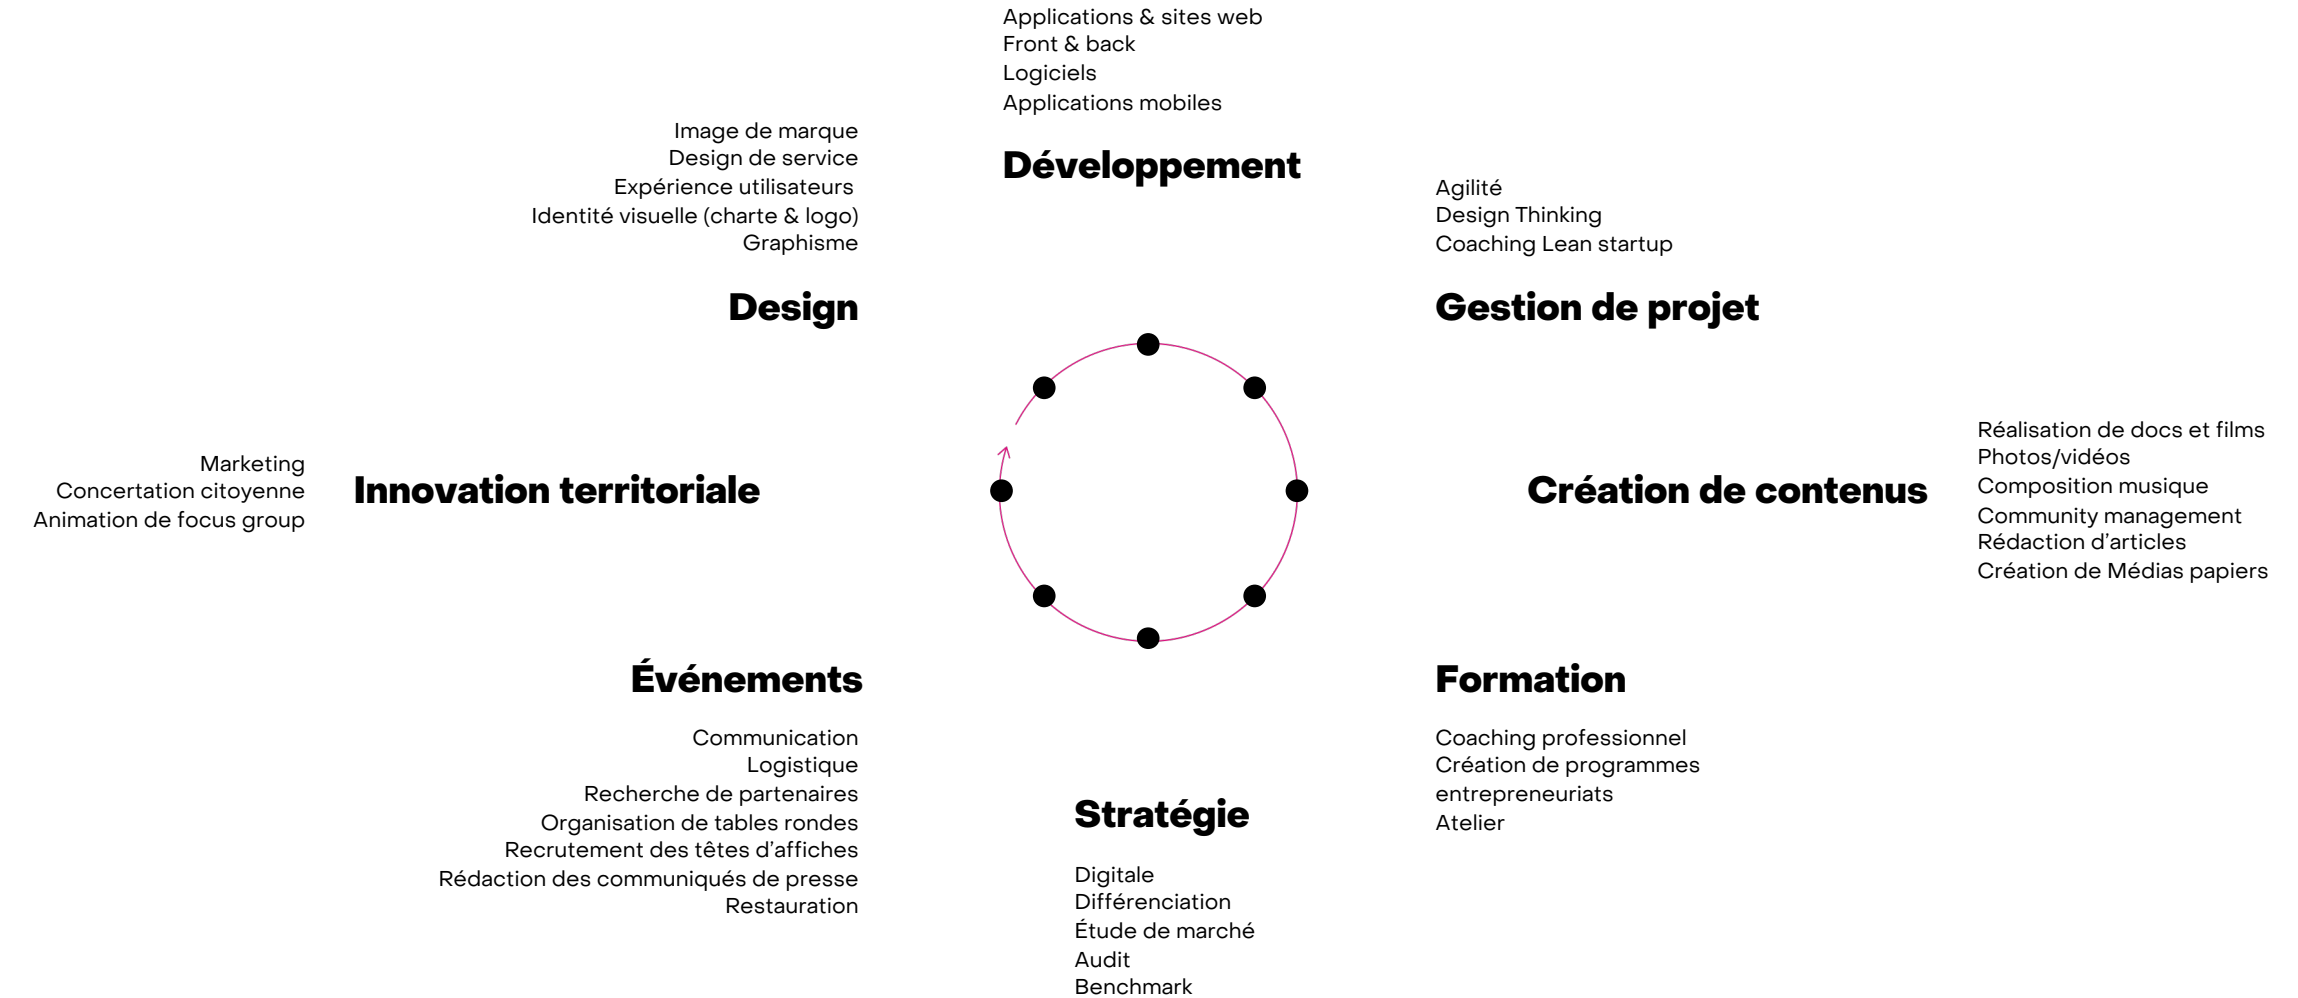 Applications & sites web
Front & back
Logiciels
Applications mobiles
Développement
Image de marque
Design de service
Expérience utilisateurs
Identité visuelle (charte & logo)
Graphisme
Design
Agilité
Design Thinking
Coaching Lean startup
Gestion de projet
Marketing
Concertation citoyenne
Animation de focus group
Innovation territoriale
Création de contenus
Réalisation de docs et films
Photos/vidéos
Composition musique
Community management
Rédaction d’articles
Création de Médias papiers
Événements
Communication
Logistique
Recherche de partenaires
Organisation de tables rondes
Recrutement des têtes d’affiches
Rédaction des communiqués de presse
Restauration
Stratégie
Digitale
Différenciation
Étude de marché
Audit
Benchmark
Formation
Coaching professionnel
Création de programmes
entrepreneuriats
Atelier